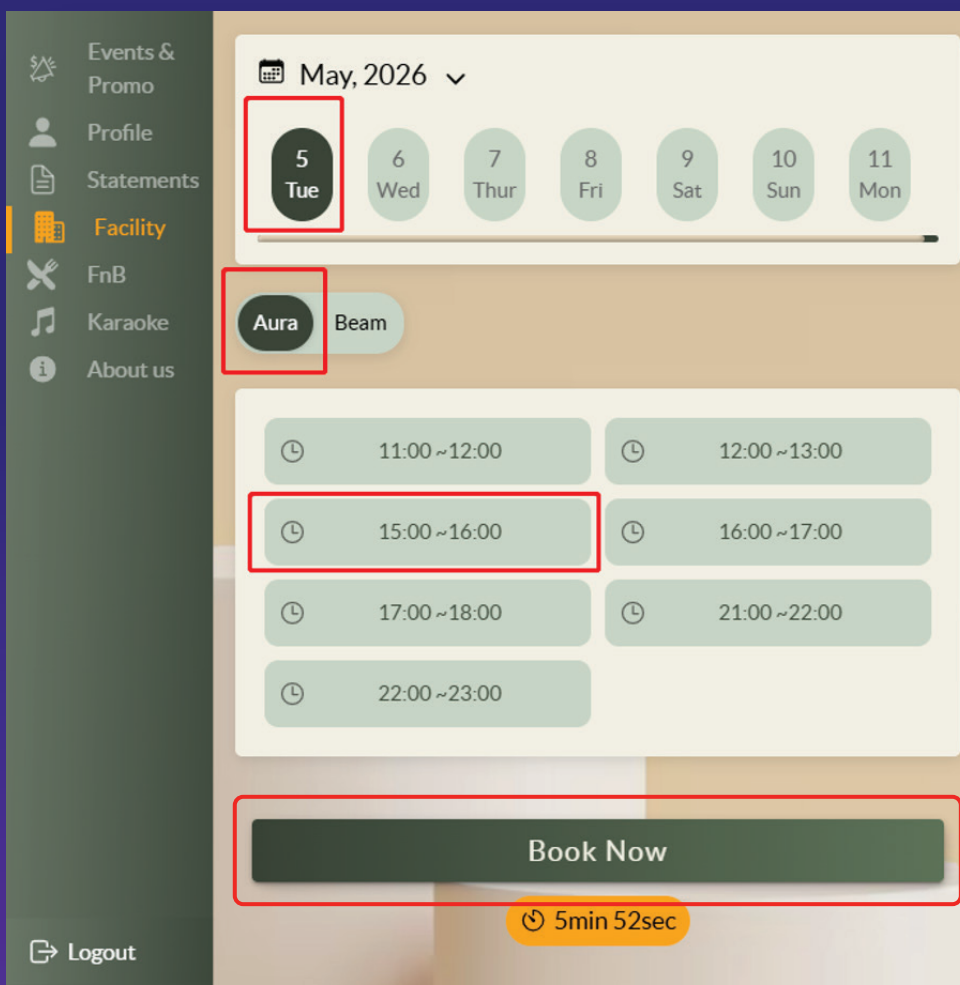 Events &
Promo
Profile
Statements
Facility
FnB
Karaoke
About us
Logout
May, 2026
5 6 7 8 9 10 11
Tue Wed Thur Fri Sat Sun Mon
Aura Beam
11:00 ~12:00 12:00 ~13:00
15:00 ~16:00 16:00 ~17:00
17:00 ~18:00 21:00 ~22:00
22:00 ~23:00
Book Now
5min 52sec